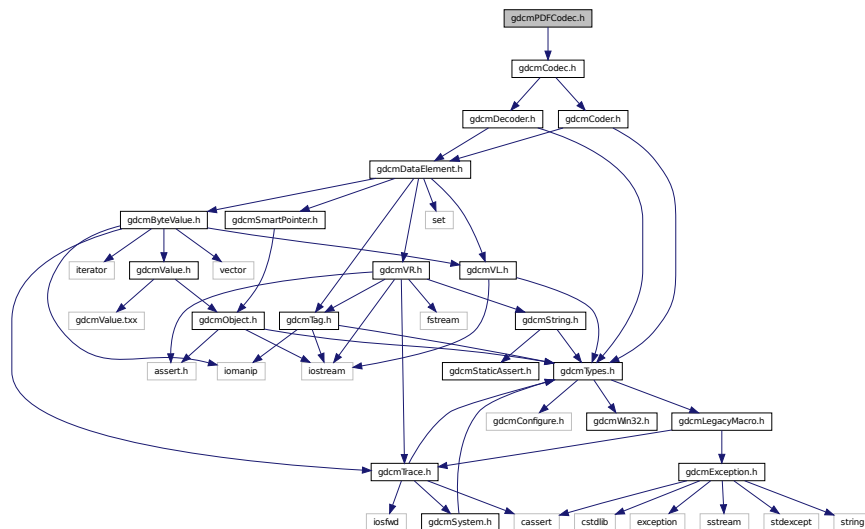 gdcmPDFCodec.h
gdcmCodec.h
gdcmDecoder.h
gdcmCoder.h
gdcmDataElement.h
gdcmByteValue.h
gdcmSmartPointer.h
set
iterator
gdcmValue.h
vector
gdcmVR.h
gdcmVL.h
gdcmValue.txx
gdcmObject.h
gdcmTag.h
fstream
gdcmString.h
assert.h
iomanip
iostream
gdcmStaticAssert.h
gdcmTypes.h
gdcmConfigure.h
gdcmWin32.h
gdcmLegacyMacro.h
gdcmTrace.h
gdcmException.h
iosfwd
gdcmSystem.h
cassert
cstdlib
exception
sstream
stdexcept
string